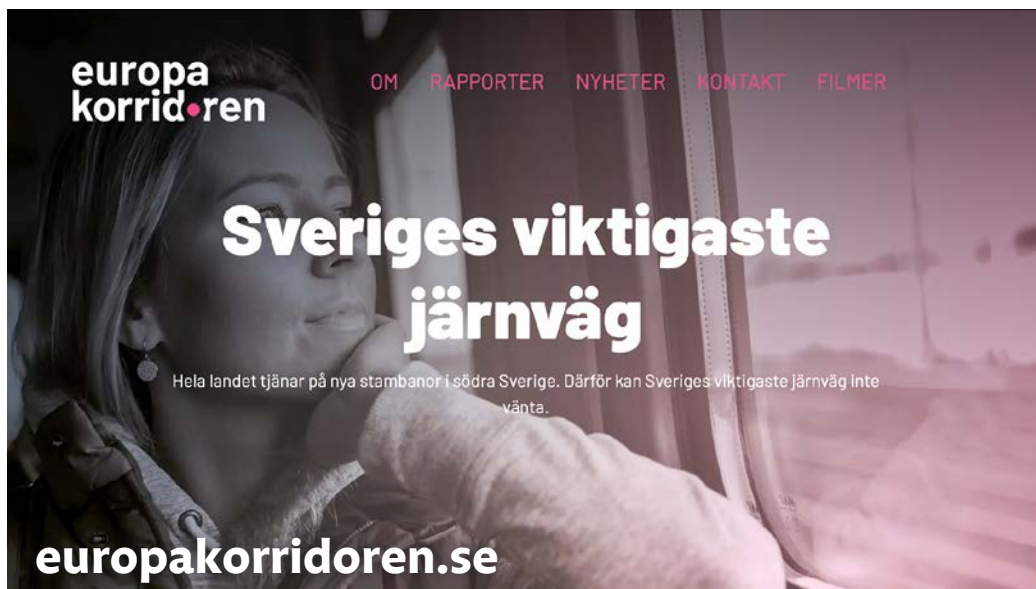 europa
korridoren
OM RAPPORTER NYHETER KONTAKT FILMER
Sveriges viktigaste
järnväg
Hela landet tjänar på nya stambanor i södra Sverige. Därför kan Sveriges viktigaste järnväg inte
vänta.
europakorridoren.se